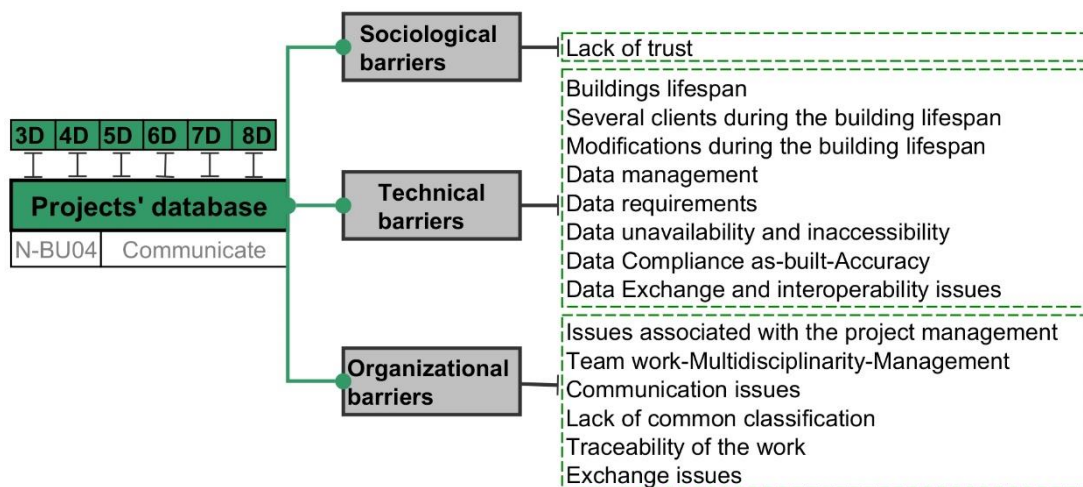 3D 4D 5D 6D 7D 8D
Projects' database
N-BU04 Communicate
Sociological
barriers
Lack of trust
Technical
barriers
Buildings lifespan
Several clients during the building lifespan
Modifications during the building lifespan
Data management
Data requirements
Data unavailability and inaccessibility
Data Compliance as-built-Accuracy
Data Exchange and interoperability issues
Organizational
barriers
Issues associated with the project management
Team work-Multidisciplinarity-Management
Communication issues
Lack of common classification
Traceability of the work
Exchange issues